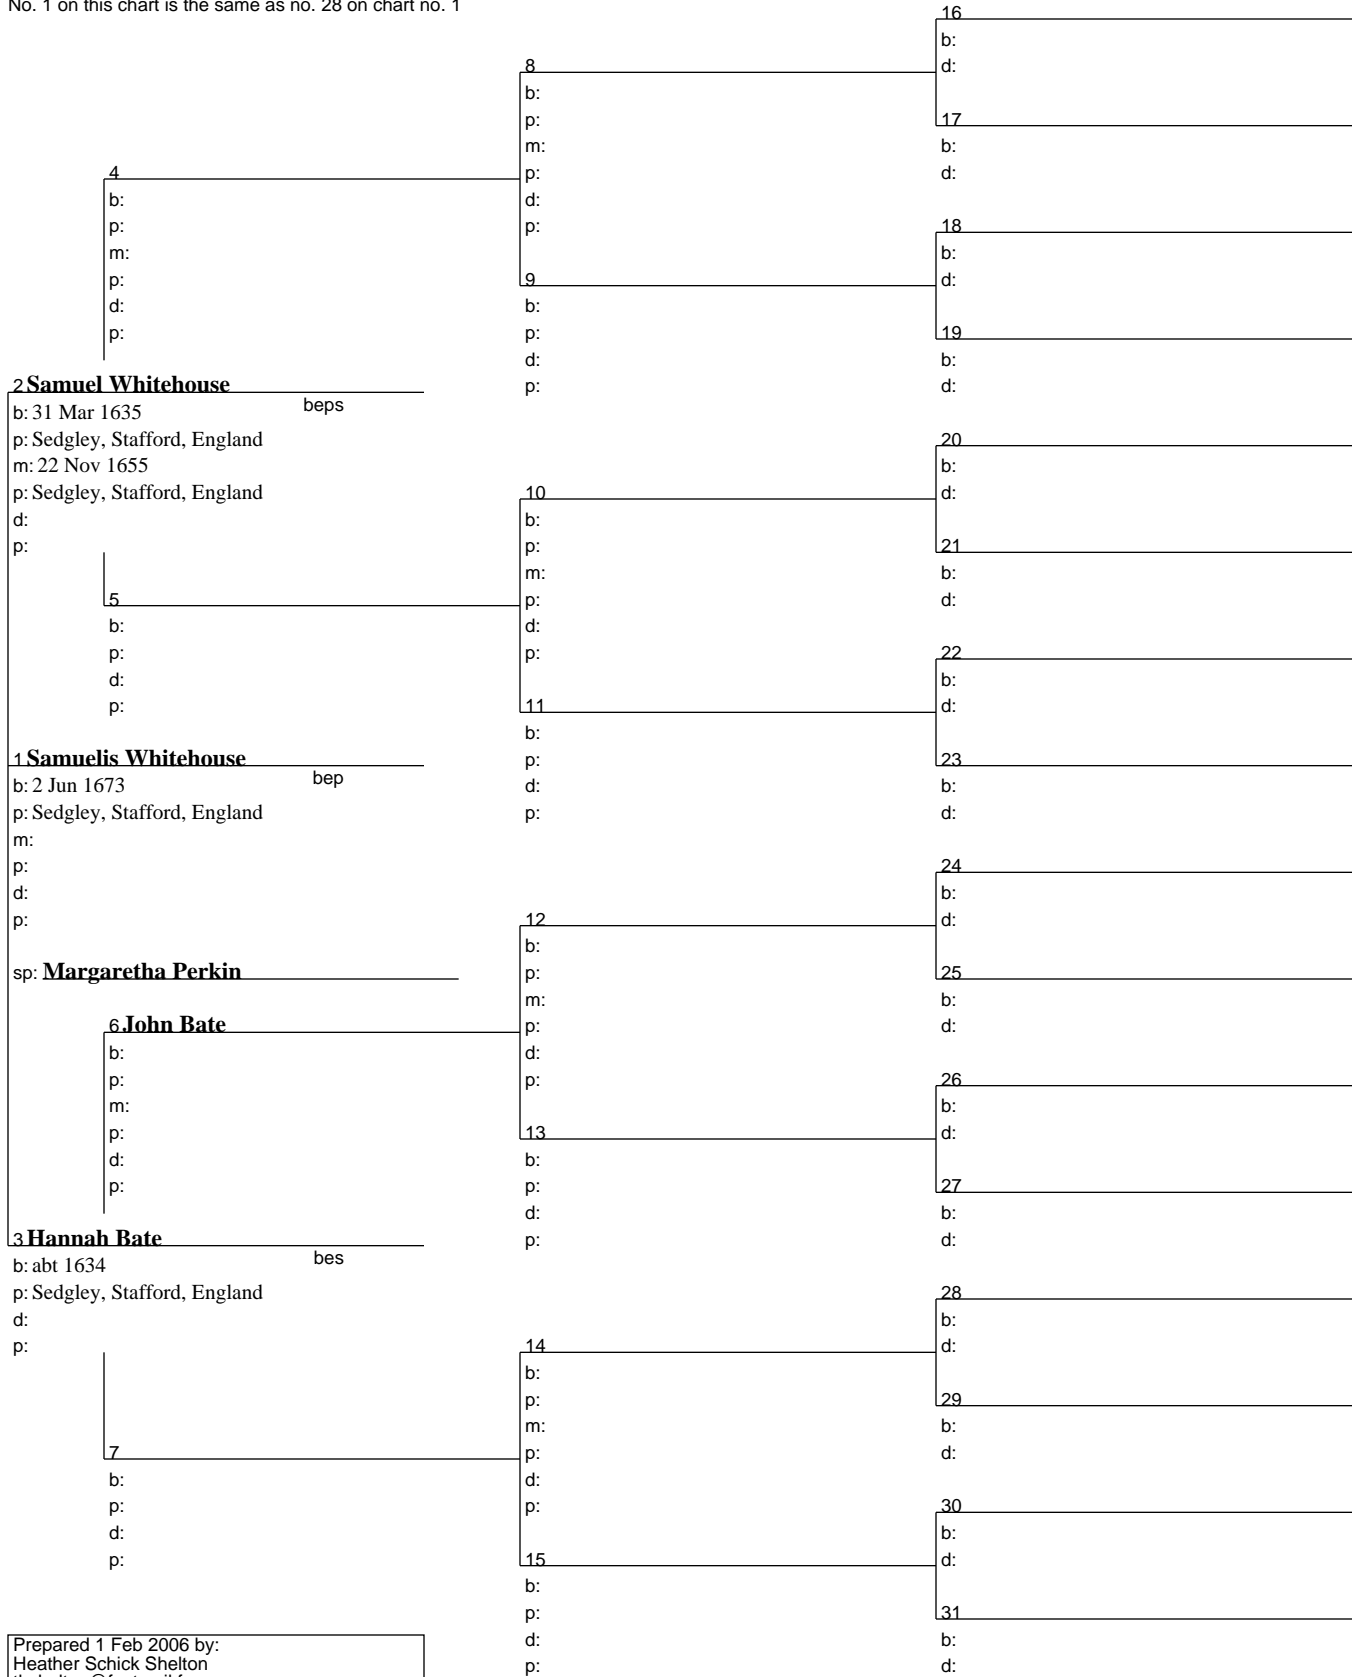 No. 1 on this chart is the same as no. 28 on chart no. 1
4
b:
p:
m:
p:
d:
p:
2 Samuel Whitehouse
beps
b: 31 Mar 1635
p: Sedgley, Stafford, England
m: 22 Nov 1655
p: Sedgley, Stafford, England
d:
p:
5
b:
p:
d:
p:
1 Samuelis Whitehouse
bep
b: 2 Jun 1673
p: Sedgley, Stafford, England
m:
p:
d:
p:
sp: Margaretha Perkin
6 John Bate
b:
p:
m:
p:
d:
p:
3 Hannah Bate
bes
b: abt 1634
p: Sedgley, Stafford, England
d:
p:
7
b:
p:
d:
p:
Prepared 1 Feb 2006 by:
Heather Schick Shelton
8
b:
p:
m:
p:
d:
p:
9
b:
p:
d:
p:
10
b:
p:
m:
p:
d:
p:
11
b:
p:
d:
p:
12
b:
p:
m:
p:
d:
p:
13
b:
p:
d:
p:
14
b:
p:
m:
p:
d:
p:
15
b:
p:
d:
p:
16
b:
d:
17
b:
d:
18
b:
d:
19
b:
d:
20
b:
d:
21
b:
d:
22
b:
d:
23
b:
d:
24
b:
d:
25
b:
d:
26
b:
d:
27
b:
d:
28
b:
d:
29
b:
d:
30
b:
d:
31
b:
d: